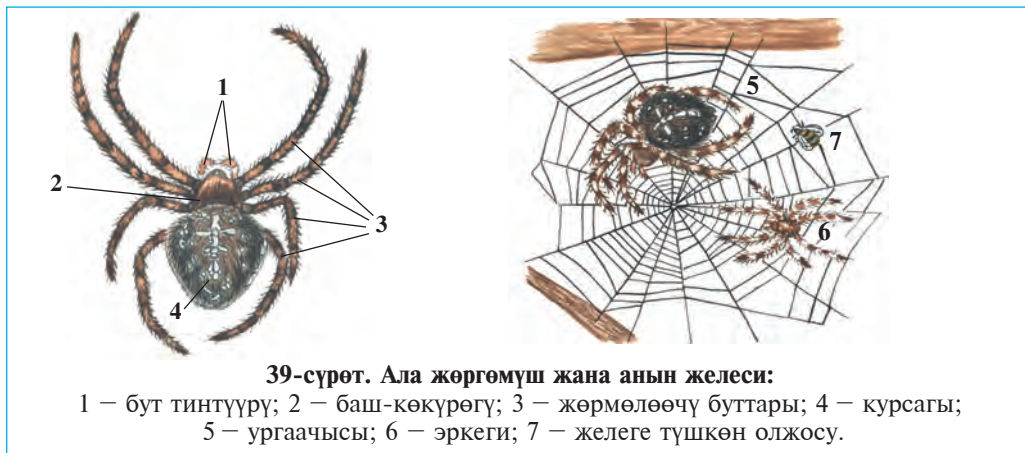 1
2
3
4
5
7
6
39-сүрөт. Ала жөргөмүш жана анын желеси:
1 – бут тинтүүрү; 2 – баш-көкүрөгү; 3 – жөрмөлөөчү буттары; 4 – курсагы;
5 – ургаачысы; 6 – эркеги; 7 – желеге түшкөн олжосу.